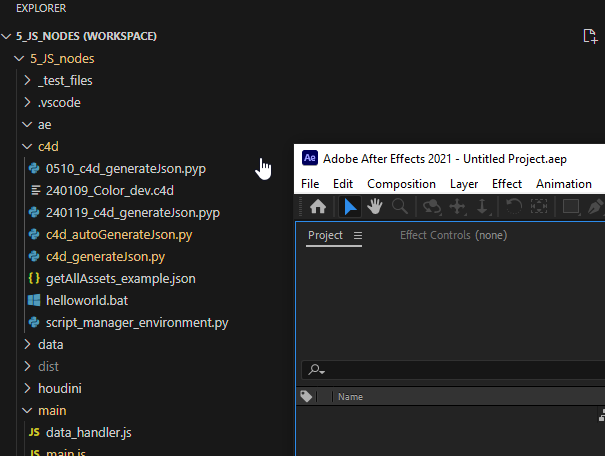 EXPLORER
5_JS_NODES (WORKSPACE)
5_JS_nodes
_test_files
.vscode
ae
c4d
0510_c4d_generateJson.pyp
240109_Color_dev.c4d
240119_c4d_generateJson.pyp
c4d_autoGenerateJson.py
c4d_generateJson.py
{} getAllAssets_example.json
helloworld.bat
script_manager_environment.py
data
dist
houdini
main
JS data_handler.js
JS main.js
Ae Adobe After Effects 2021 - Untitled Project.aep
File Edit Composition Layer Effect Animation
Project Effect Controls (none)
Name